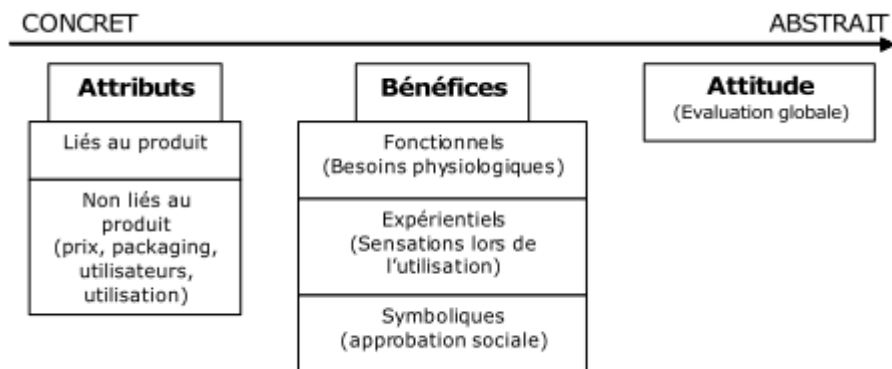 CONCRET
ABSTRAIT
Attributs
Liés au produit
Non liés au
produit
(prix, packaging,
utilisateurs,
utilisation)
Bénéfices
Fonctionnels
(Besoins physiologiques)
Expérientiels
(Sensations lors de
l'utilisation)
Symboliques
(approbation sociale)
Attitude
(Evaluation globale)